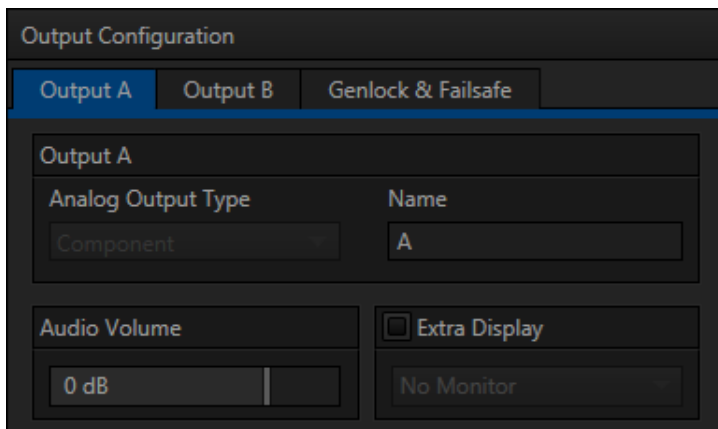 Output Configuration
Output A Output B Genlock & Failsafe
Output A
Analog Output Type Name
Component A
Audio Volume Extra Display
0 dB No Monitor